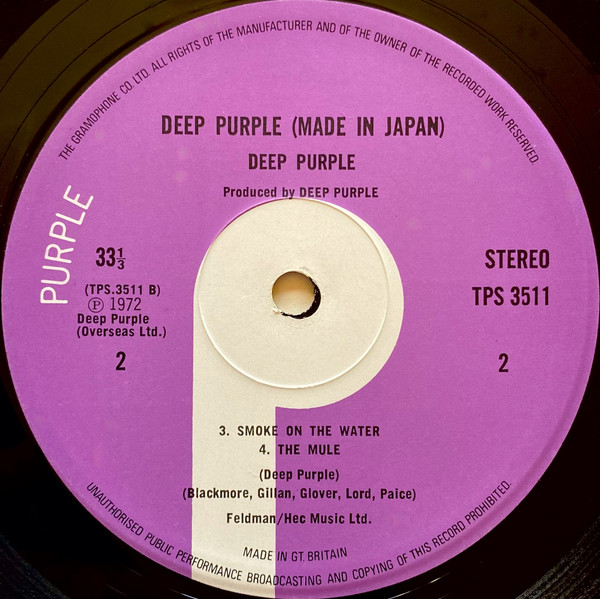 THE GRAMOPHONE CO. LTD. ALL RIGHTS OF THE MANUFACTURER AND OF THE OWNER OF THE RECORDED WORK RESERVED.
DEEP PURPLE (MADE IN JAPAN)
DEEP PURPLE
Produced by DEEP PURPLE
PURPLE
33⅓
(TPS.3511 B)
Ⓟ 1972
Deep Purple
(Overseas Ltd.)
2
STEREO
TPS 3511
2
3. SMOKE ON THE WATER
4. THE MULE
(Deep Purple)
(Blackmore, Gillan, Glover, Lord, Paice)
Feldman/Hec Music Ltd.
MADE IN GT. BRITAIN
UNAUTHORISED PUBLIC PERFORMANCE BROADCASTING AND COPYING OF THIS RECORD PROHIBITED.